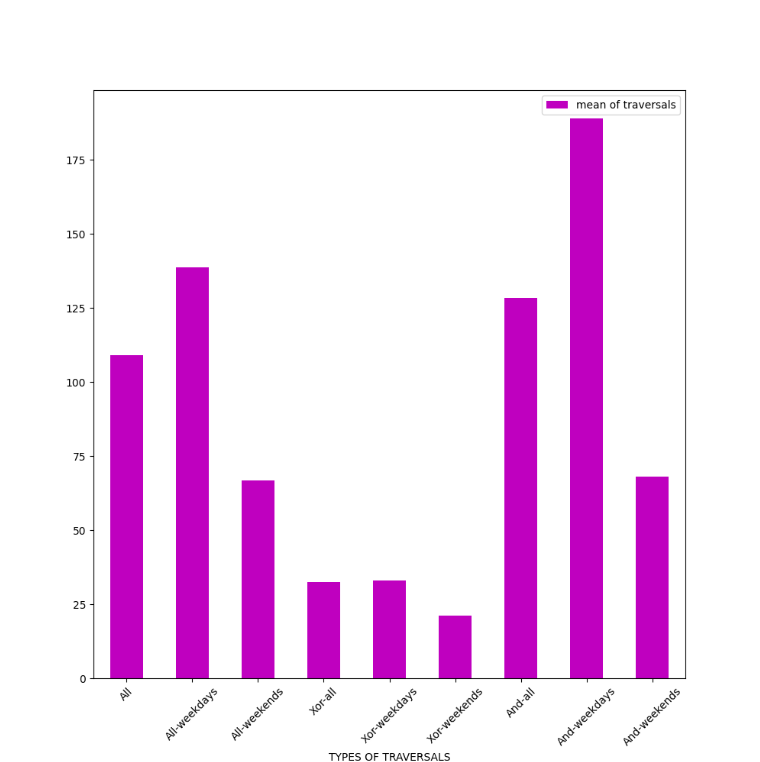 mean of traversals
175
150
125
100
75
50
25
0
All
All-weekdays
All-weekends
Xor-all
Xor-weekdays
Xor-weekends
And-all
And-weekdays
And-weekends
TYPES OF TRAVERSALS